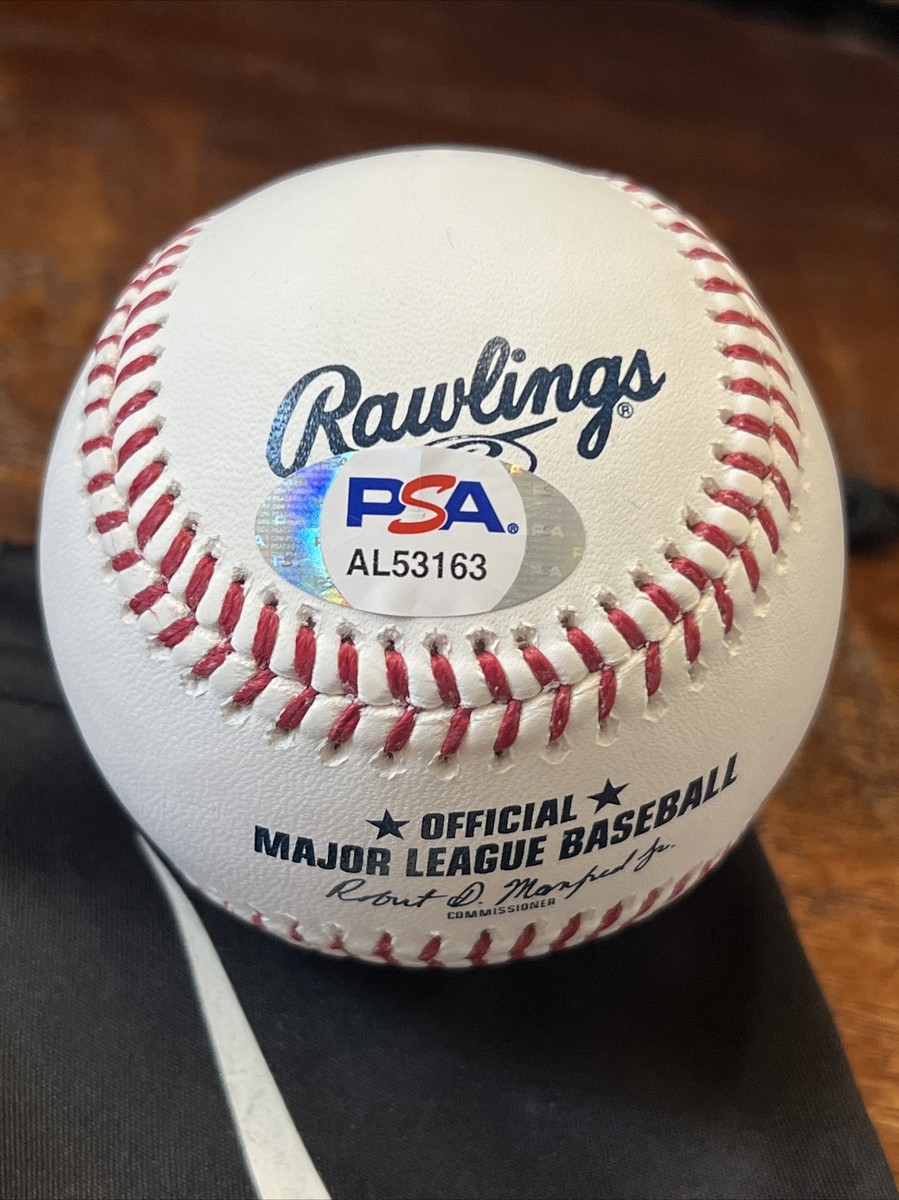 Rawlings®
PSA®
AL53163
★ OFFICIAL ★
MAJOR LEAGUE BASEBALL
Robert D. Manfred Jr.
COMMISSIONER